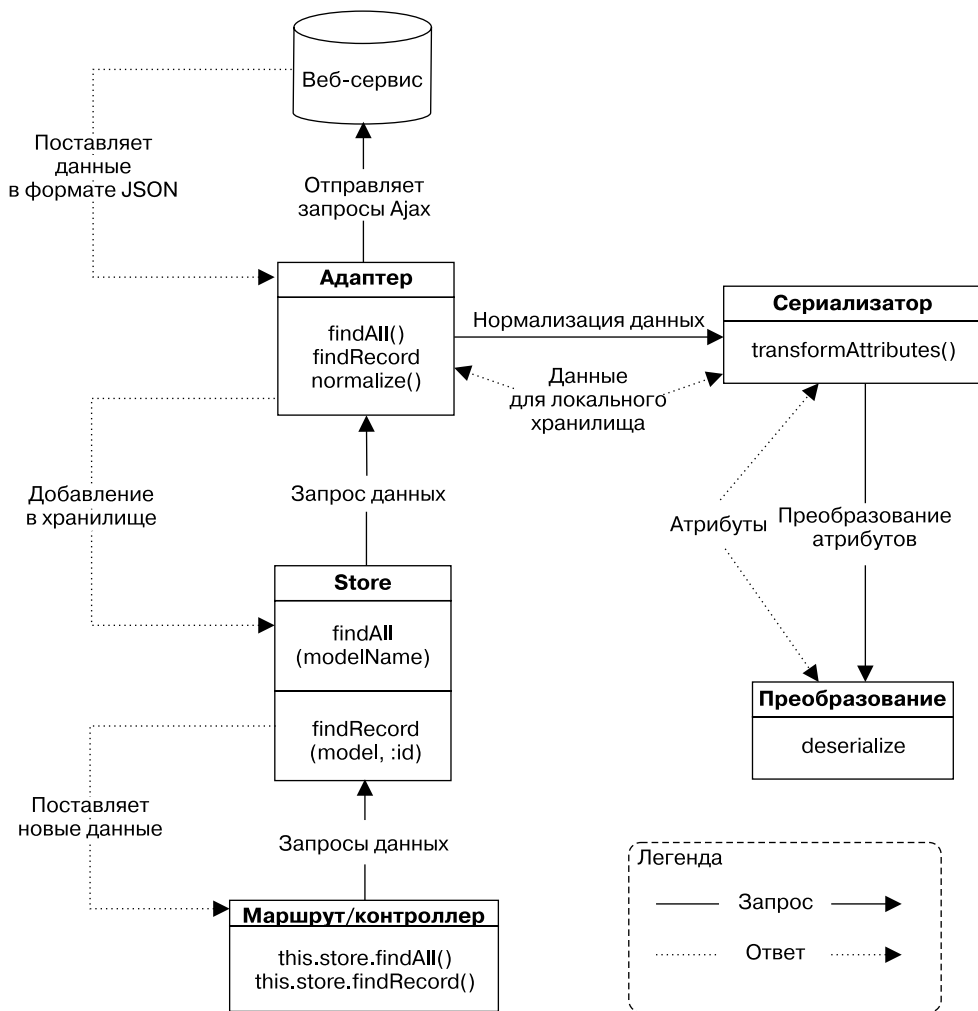 Веб-сервис
Поставляет
данные
в формате JSON
Отправляет
запросы Ajax
Адаптер
findAll()
findRecord
normalize()
Нормализация данных
Сериализатор
transformAttributes()
Данные
для локального
хранилища
Добавление
в хранилище
Запрос данных
Атрибуты
Преобразование
атрибутов
Store
findAll
(modelName)
findRecord
(model, :id)
Преобразование
deserialize
Поставляет
новые данные
Запросы данных
Маршрут/контроллер
this.store.findAll()
this.store.findRecord()
Легенда
Запрос
Ответ